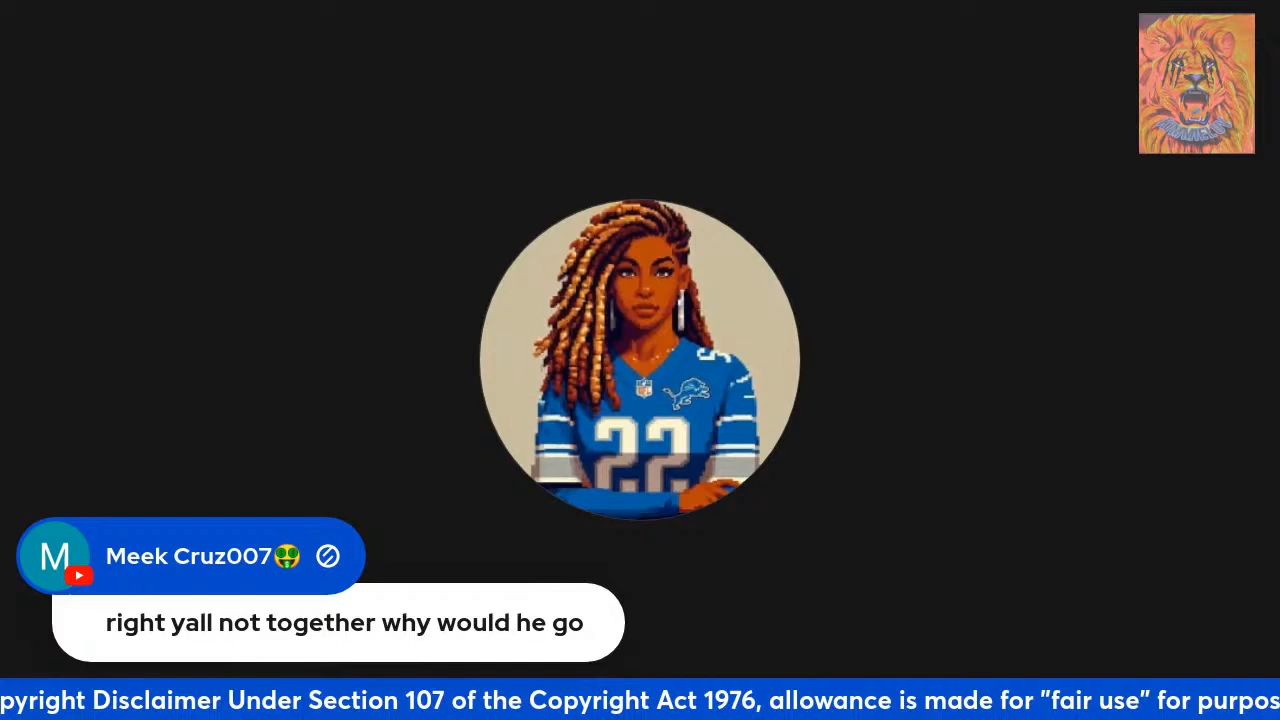 22
M
Meek Cruz007🤑
right yall not together why would he go
pyright Disclaimer Under Section 107 of the Copyright Act 1976, allowance is made for "fair use" for purpos